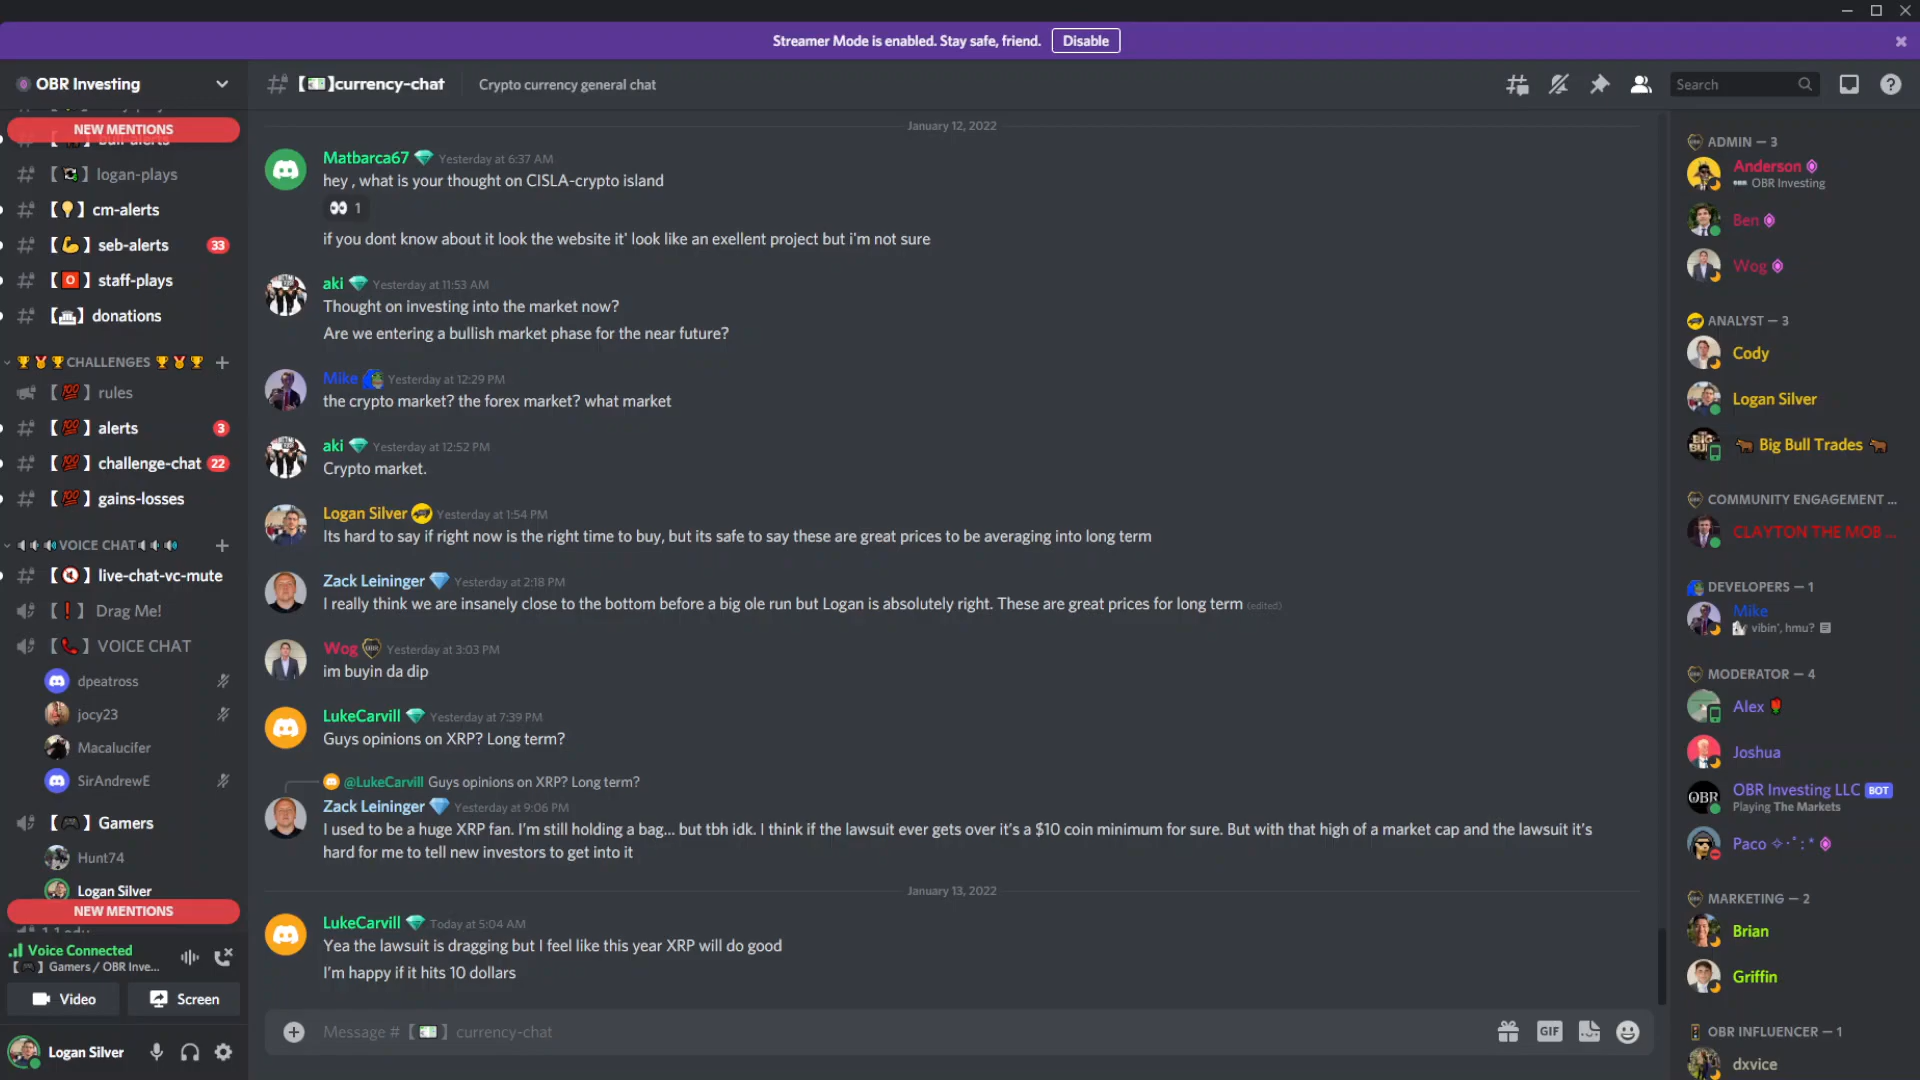 Streamer Mode is enabled. Stay safe, friend. Disable
OBR Investing
NEW MENTIONS
bull-alerts
logan-plays
cm-alerts
seb-alerts 33
staff-plays
donations
CHALLENGES
rules
alerts 3
challenge-chat 22
gains-losses
VOICE CHAT
live-chat-vc-mute
Drag Me!
VOICE CHAT
dpeatross
jocy23
Macalucifer
SirAndrewE
Gamers
Hunt74
Logan Silver
NEW MENTIONS
Voice Connected
Gamers / OBR Inve...
Video Screen
Logan Silver
currency-chat Crypto currency general chat
Search
January 12, 2022
Matbarca67 Yesterday at 6:37 AM
hey , what is your thought on CISLA-crypto island
1
if you dont know about it look the website it' look like an exellent project but i'm not sure
aki Yesterday at 11:53 AM
Thought on investing into the market now?
Are we entering a bullish market phase for the near future?
Mike Yesterday at 12:29 PM
the crypto market? the forex market? what market
aki Yesterday at 12:52 PM
Crypto market.
Logan Silver Yesterday at 1:54 PM
Its hard to say if right now is the right time to buy, but its safe to say these are great prices to be averaging into long term
Zack Leininger Yesterday at 2:18 PM
I really think we are insanely close to the bottom before a big ole run but Logan is absolutely right. These are great prices for long term (edited)
Wog Yesterday at 3:03 PM
im buyin da dip
LukeCarvill Yesterday at 7:39 PM
Guys opinions on XRP? Long term?
@LukeCarvill Guys opinions on XRP? Long term?
Zack Leininger Yesterday at 9:06 PM
I used to be a huge XRP fan. I'm still holding a bag... but tbh idk. I think if the lawsuit ever gets over it's a $10 coin minimum for sure. But with that high of a market cap and the lawsuit it's
hard for me to tell new investors to get into it
January 13, 2022
LukeCarvill Today at 5:04 AM
Yea the lawsuit is dragging but I feel like this year XRP will do good
I'm happy if it hits 10 dollars
Message # 【 】 currency-chat
GIF
ADMIN — 3
Anderson
OBR Investing
Ben
Wog
ANALYST — 3
Cody
Logan Silver
Big Bull Trades
COMMUNITY ENGAGEMENT ...
CLAYTON THE MOB ...
DEVELOPERS — 1
Mike
vibin', hmu?
MODERATOR — 4
Alex
Joshua
OBR Investing LLC BOT
Playing The Markets
Paco ✧･ﾟ: *
MARKETING — 2
Brian
Griffin
OBR INFLUENCER — 1
dxvice